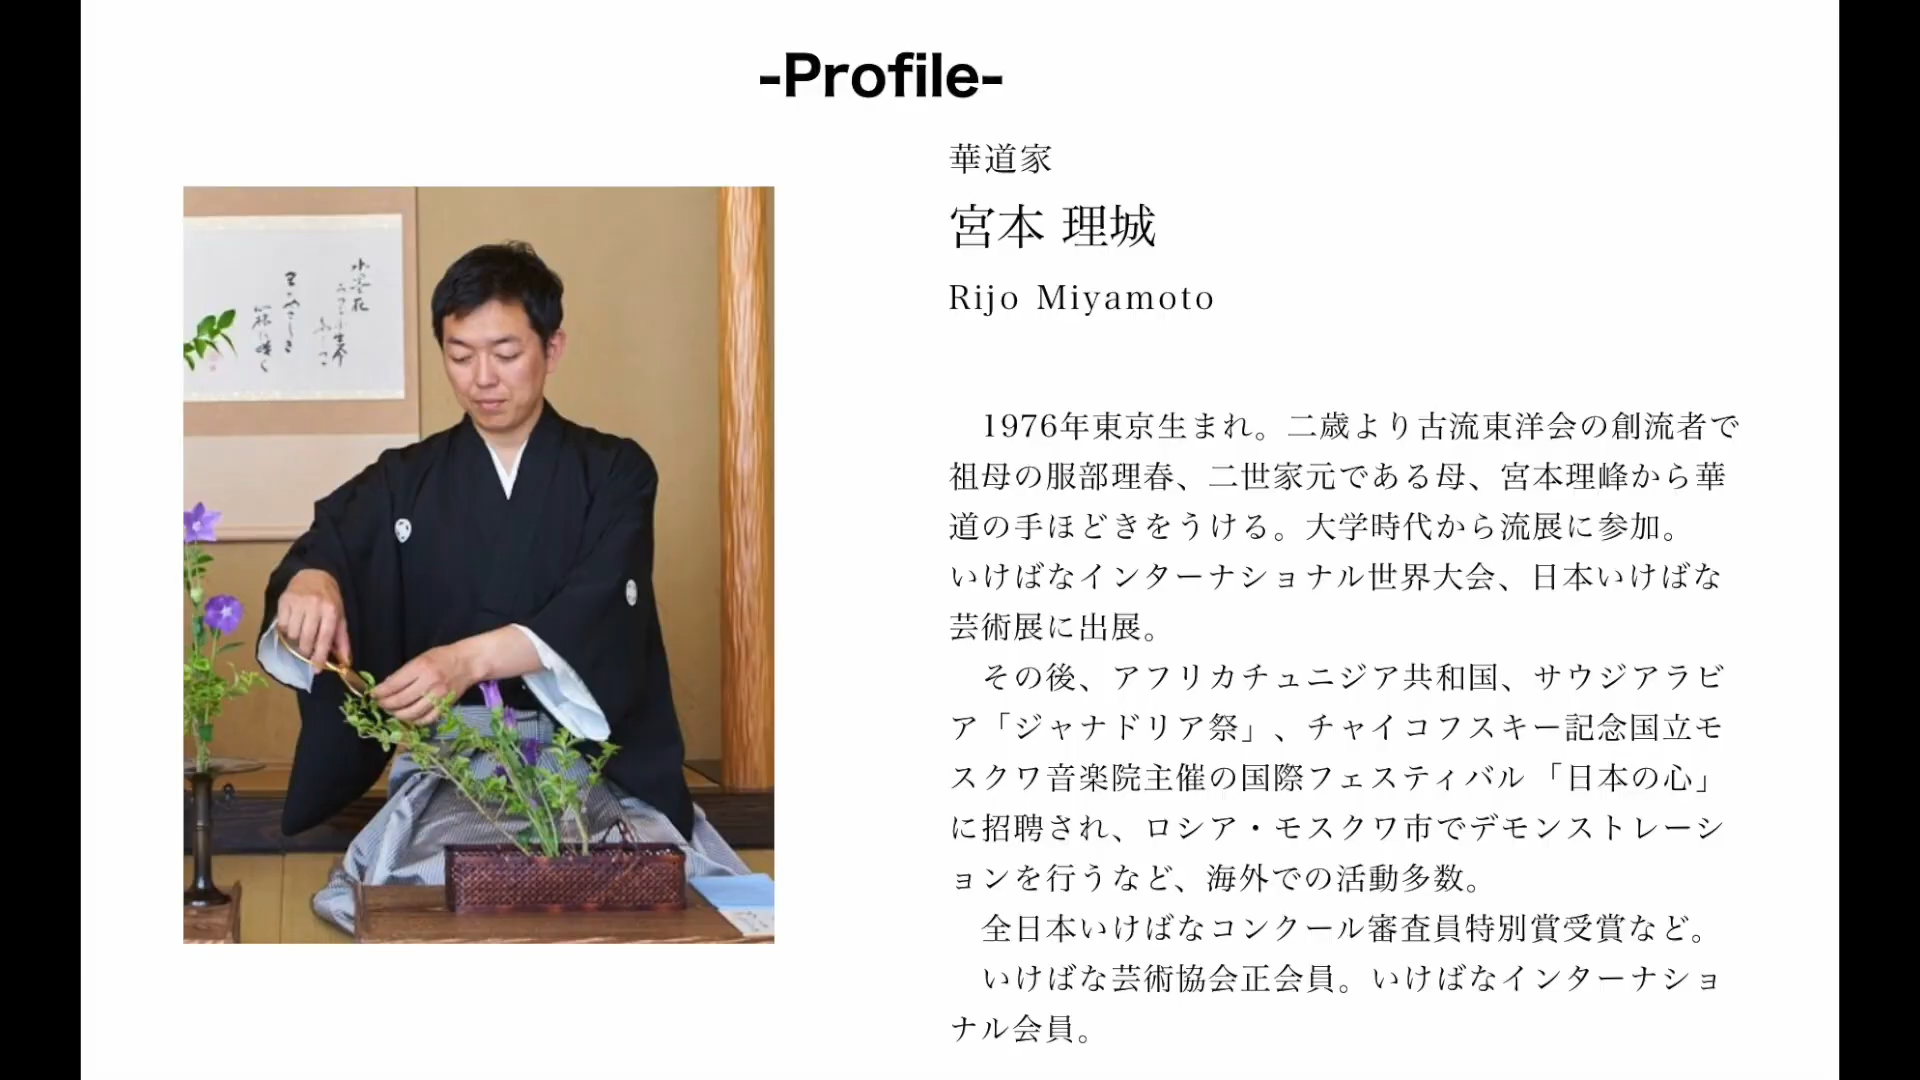 -Profile-
華道家
宮本 理城
Rijo Miyamoto
1976年東京生まれ。二歳より古流東洋会の創流者で
祖母の服部理春、二世家元である母、宮本理峰から華
道の手ほどきをうける。大学時代から流展に参加。
いけばなインターナショナル世界大会、日本いけばな
芸術展に出展。
その後、アフリカチュニジア共和国、サウジアラビ
ア「ジャナドリア祭」、チャイコフスキー記念国立モ
スクワ音楽院主催の国際フェスティバル「日本の心」
に招聘され、ロシア・モスクワ市でデモンストレーシ
ョンを行うなど、海外での活動多数。
全日本いけばなコンクール審査員特別賞受賞など。
いけばな芸術協会正会員。いけばなインターナショ
ナル会員。